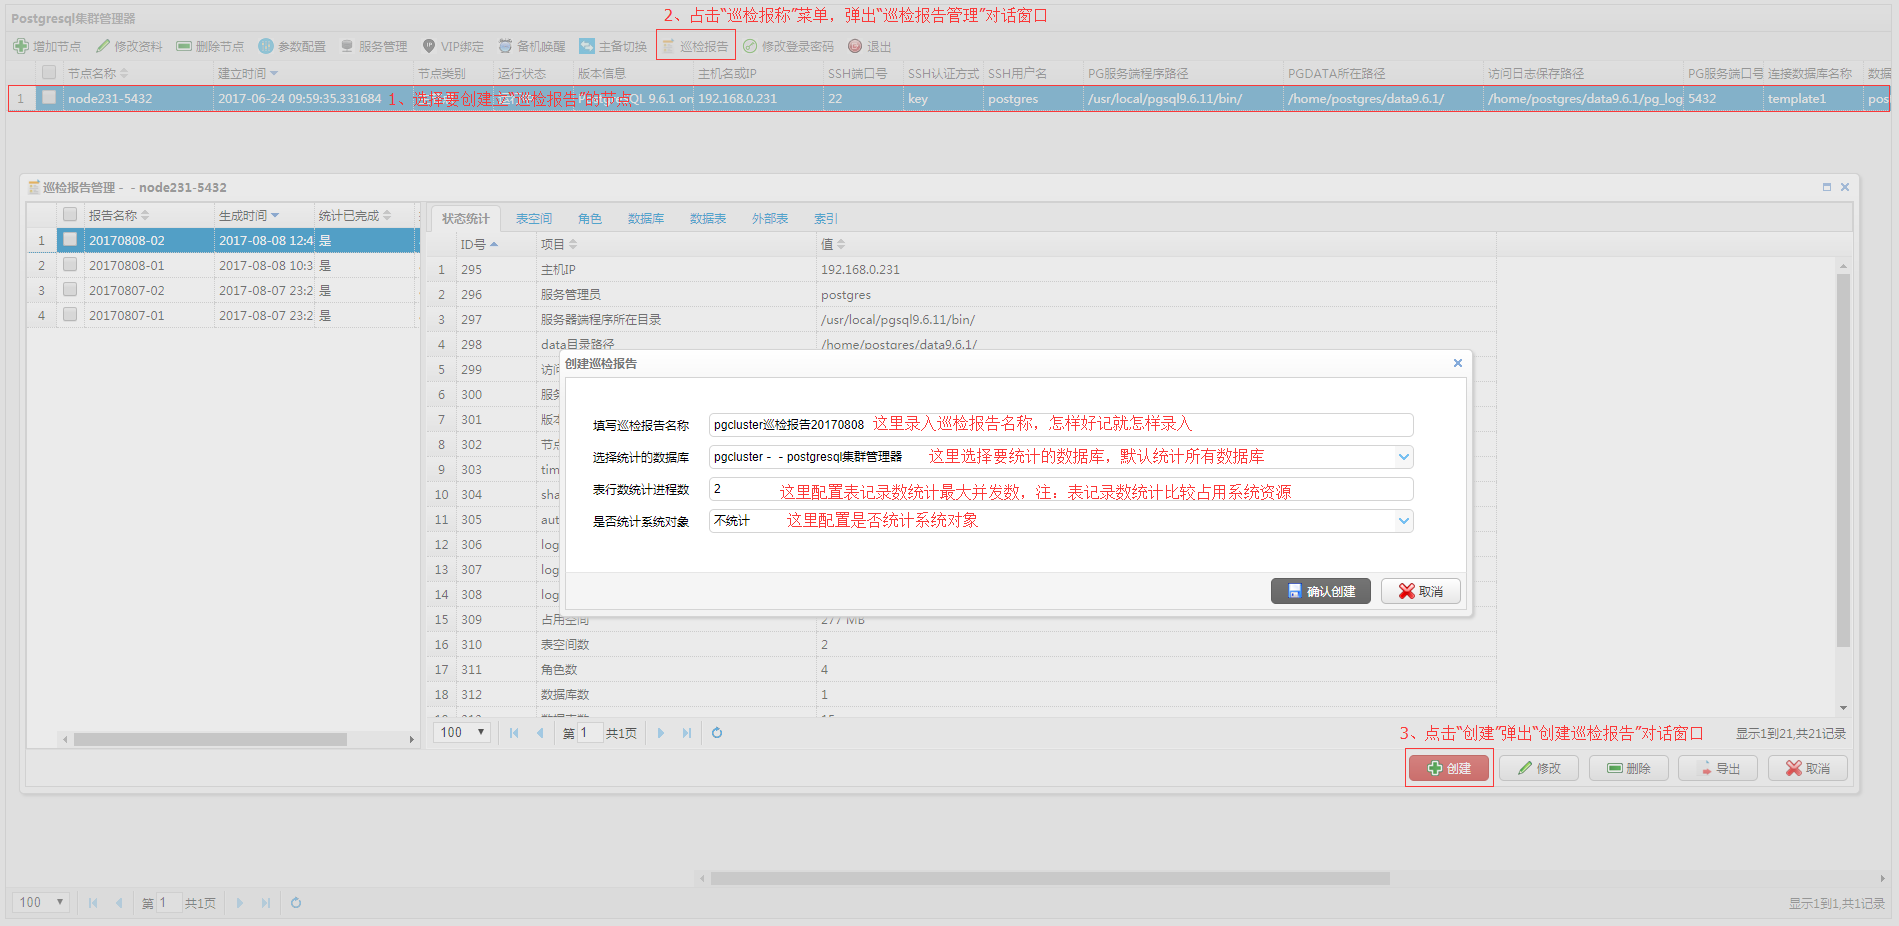 Postgresql集群管理器
2、占击“巡检报称”菜单，弹出“巡检报告管理”对话窗口
增加节点 修改资料 删除节点 参数配置 服务管理 VIP绑定 备机唤醒 主备切换 巡检报告 修改登录密码 退出
节点名称 建立时间 节点类别 运行状态 版本信息 主机名或IP SSH端口号 SSH认证方式 SSH用户名 PG服务端程序路径 PGDATA所在路径 访问日志保存路径 PG服务端口号 连接数据库名称 数据
1 node231-5432 2017-06-24 09:59:35.331684 PostgreSQL 9.6.1 on 192.168.0.231 22 key postgres /usr/local/pgsql9.6.11/bin/ /home/postgres/data9.6.1/ /home/postgres/data9.6.1/pg_log 5432 template1 pos
1、选择要创建立“巡检报告”的节点
巡检报告管理 - - node231-5432
报告名称 生成时间 统计已完成
1 20170808-02 2017-08-08 12:4 是
2 20170808-01 2017-08-08 10:3 是
3 20170807-02 2017-08-07 23:2 是
4 20170807-01 2017-08-07 23:2 是
状态统计 表空间 角色 数据库 数据表 外部表 索引
ID号 项目 值
1 295 主机IP 192.168.0.231
2 296 服务管理员 postgres
3 297 服务器端程序所在目录 /usr/local/pgsql9.6.11/bin/
4 298 data目录路径 /home/postgres/data9.6.1/
5 299 访问
6 300 服务
7 301 版本
8 302 节点
9 303 tim
10 304 sha
11 305 aut
12 306 log
13 307 log
14 308 log
15 309 占用空间 277 MB
16 310 表空间数 2
17 311 角色数 4
18 312 数据库数 1
创建巡检报告
填写巡检报告名称 pgcluster巡检报告20170808 这里录入巡检报告名称，怎样好记就怎样录入
选择统计的数据库 pgcluster - - postgresql集群管理器 这里选择要统计的数据库，默认统计所有数据库
表行数统计进程数 2 这里配置表记录数统计最大并发数，注：表记录数统计比较占用系统资源
是否统计系统对象 不统计 这里配置是否统计系统对象
确认创建 取消
100 第 1 共1页 显示1到21,共21记录
3、点击“创建”弹出“创建巡检报告”对话窗口
创建 修改 删除 导出 取消
100 第 1 共1页 显示1到1,共1记录